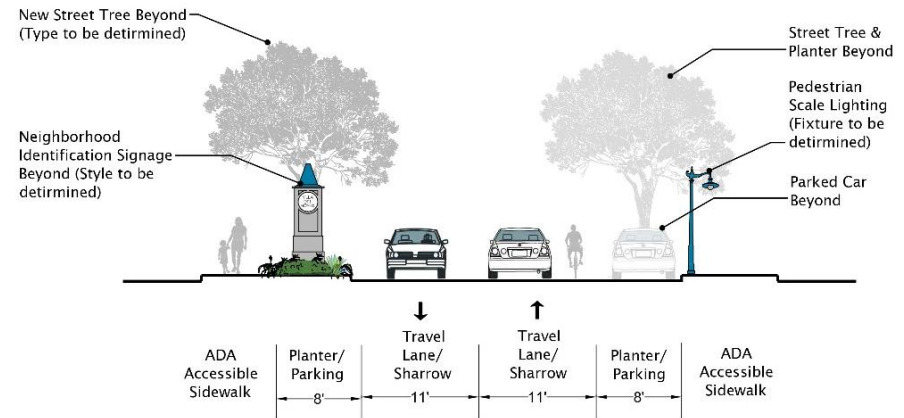 New Street Tree Beyond
(Type to be detirmined)
Street Tree &
Planter Beyond
Pedestrian
Scale Lighting
(Fixture to be
detirmined)
Neighborhood
Identification Signage
Beyond (Style to be
detirmined)
Parked Car
Beyond
ADA
Accessible
Sidewalk
Planter/
Parking
8'
Travel
Lane/
Sharrow
11'
Travel
Lane/
Sharrow
11'
Planter/
Parking
8'
ADA
Accessible
Sidewalk